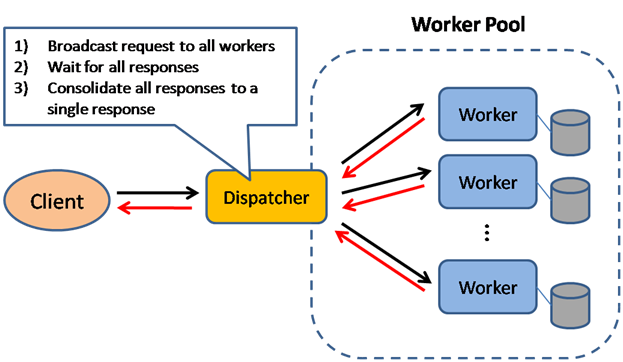 Worker Pool
1) Broadcast request to all workers
2) Wait for all responses
3) Consolidate all responses to a
single response
Client
Dispatcher
Worker
Worker
...
Worker